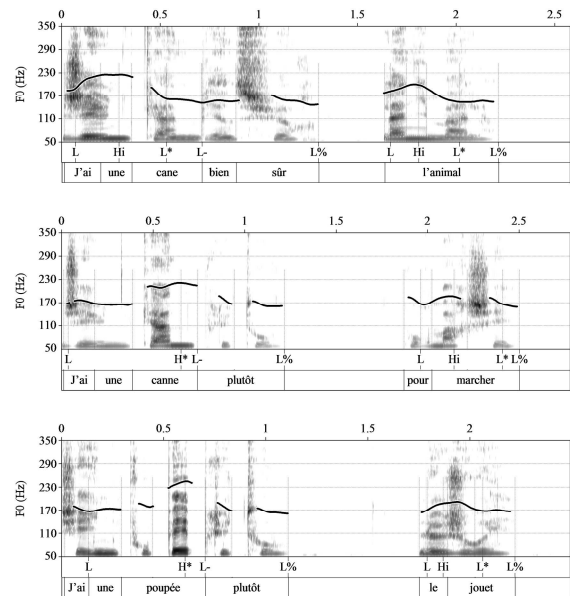 0 0.5 1 1.5 2 2.5
350
290
230
170
110
50
F0 (Hz)
L Hi L* L- L% L Hi L* L%
J'ai une cane bien sûr l'animal
0 0.5 1 1.5 2 2.5
350
290
230
170
110
50
F0 (Hz)
L H* L- L% L Hi L* L%
J'ai une canne plutôt pour marcher
0 0.5 1 1.5 2
350
290
230
170
110
50
F0 (Hz)
L H* L- L% L Hi L* L%
J'ai une poupée plutôt le jouet